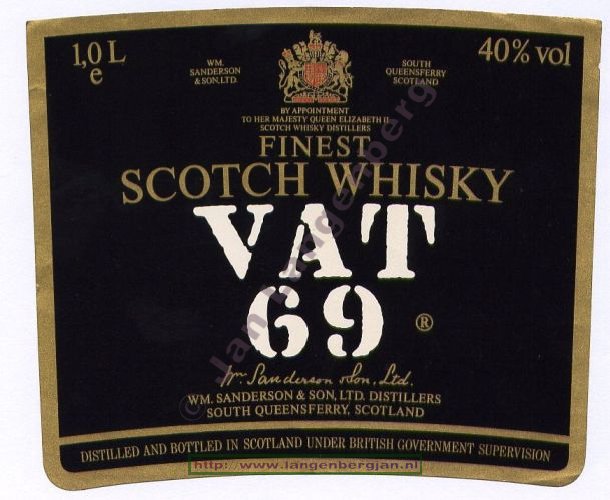 1,0 L
e
WM.
SANDERSON
& SON, LTD.
SOUTH
QUEENSFERRY
SCOTLAND
40% vol
BY APPOINTMENT
TO HER MAJESTY QUEEN ELIZABETH II
SCOTCH WHISKY DISTILLERS
FINEST
SCOTCH WHISKY
VAT
69 ®
Wm. Sanderson & Son, Ltd.
WM. SANDERSON & SON, LTD. DISTILLERS
SOUTH QUEENSFERRY, SCOTLAND
DISTILLED AND BOTTLED IN SCOTLAND UNDER BRITISH GOVERNMENT SUPERVISION
http: www.langenbergjan.nl
© Jan Langenberg